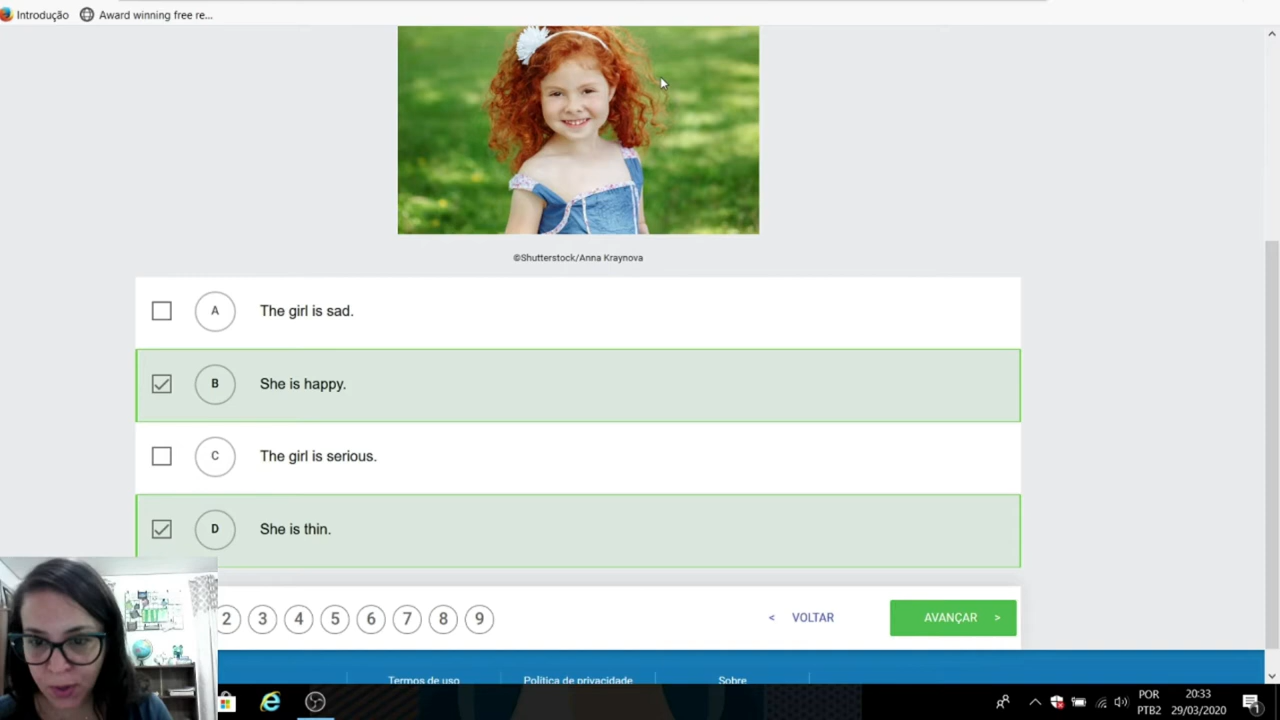 Introdução Award winning free re...
©Shutterstock/Anna Kraynova
A The girl is sad.
B She is happy.
C The girl is serious.
D She is thin.
2 3 4 5 6 7 8 9 < VOLTAR AVANÇAR >
Termos de uso Política de privacidade Sobre
POR 20:33
PTB2 29/03/2020 1